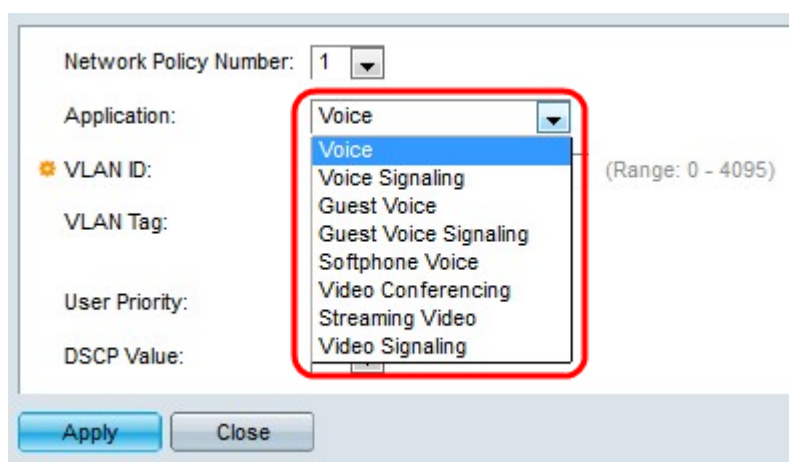 Network Policy Number: 1
Application: Voice
Voice
VLAN ID: (Range: 0 - 4095)
Voice Signaling
Guest Voice
VLAN Tag:
Guest Voice Signaling
Softphone Voice
User Priority:
Video Conferencing
Streaming Video
DSCP Value:
Video Signaling
Apply Close